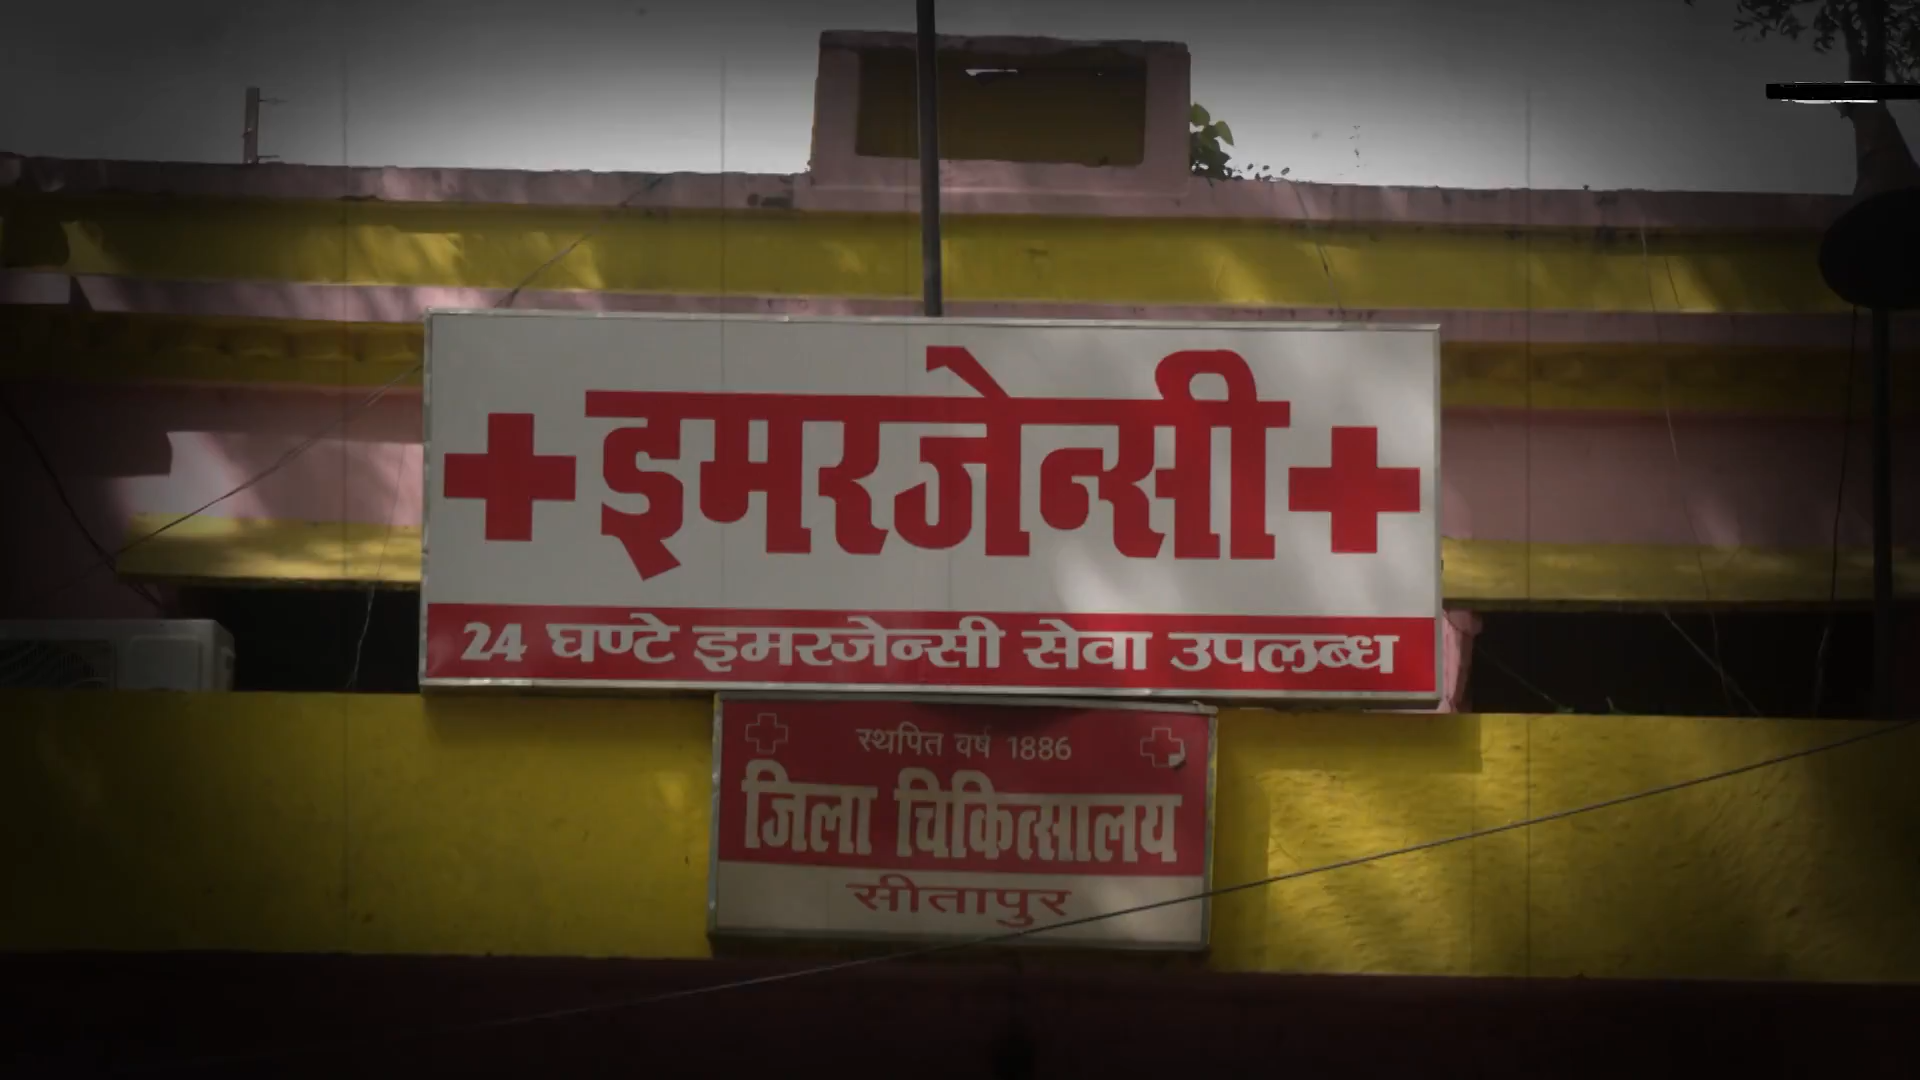 इमरजेन्सी
24 घण्टे इमरजेन्सी सेवा उपलब्ध
स्थपित वर्ष 1886
जिला चिकित्सालय
सीतापुर